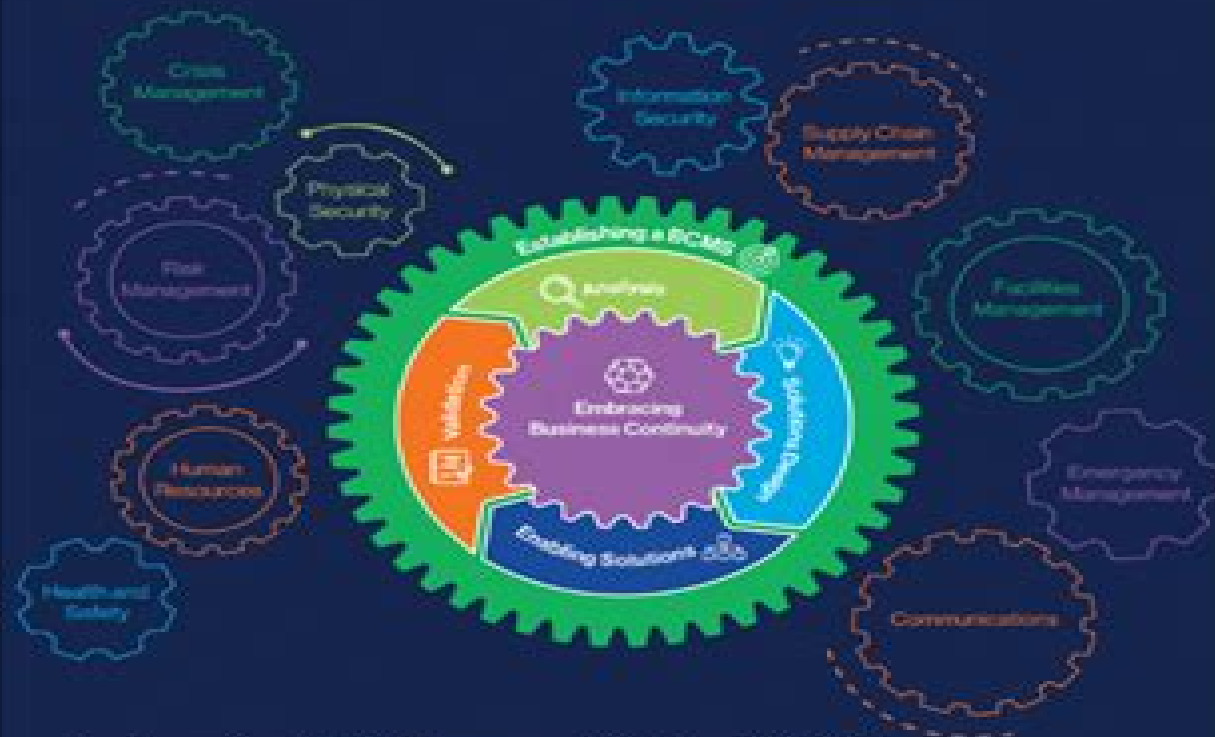 Crisis
Management
Information
Security
Supply Chain
Management
Physical
Security
Risk
Management
Facilities
Management
Establishing a BCMS
Analysis
Solutions Design
Enabling Solutions
Validation
Embracing
Business Continuity
Human
Resources
Emergency
Management
Health and
Safety
Communications